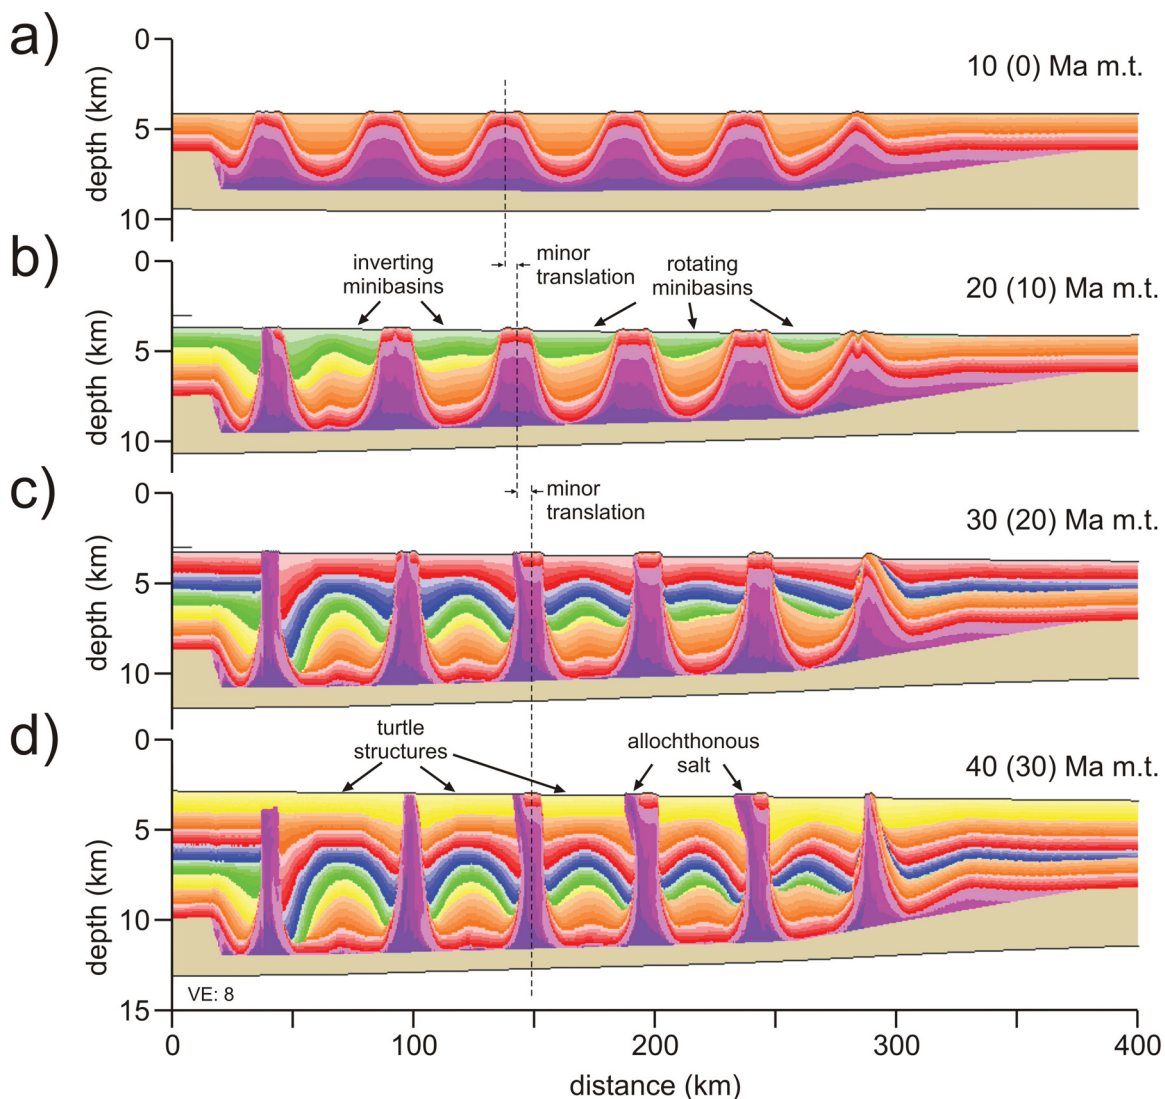 a)
0
5
10
depth (km)
10 (0) Ma m.t.
b)
0
5
10
depth (km)
inverting
minibasins
minor
translation
rotating
minibasins
20 (10) Ma m.t.
c)
0
5
10
depth (km)
minor
translation
30 (20) Ma m.t.
d)
0
5
10
15
depth (km)
turtle
structures
allochthonous
salt
40 (30) Ma m.t.
VE: 8
0
100
200
300
400
distance (km)